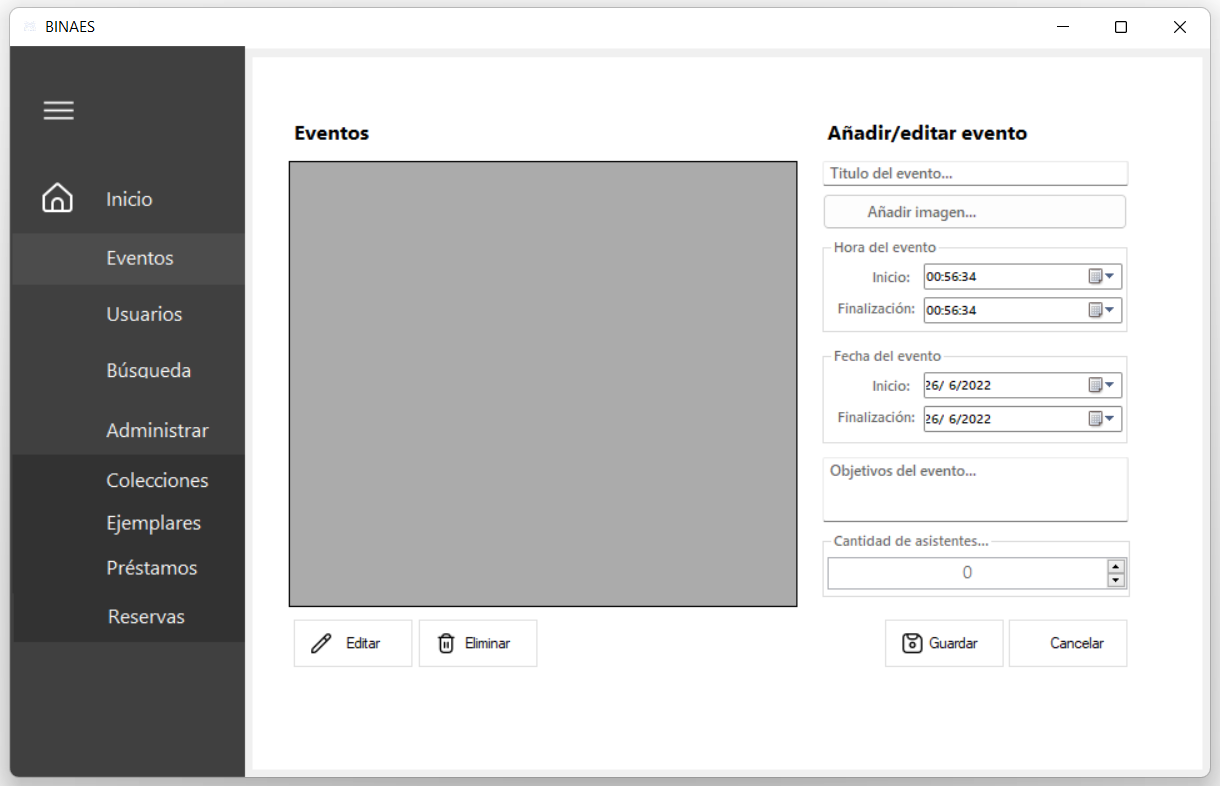 BINAES
Inicio
Eventos
Usuarios
Búsqueda
Administrar
Colecciones
Ejemplares
Préstamos
Reservas
Eventos
Editar
Eliminar
Añadir/editar evento
Titulo del evento...
Añadir imagen...
Hora del evento
Inicio: 00:56:34
Finalización: 00:56:34
Fecha del evento
Inicio: 26/ 6/2022
Finalización: 26/ 6/2022
Objetivos del evento...
Cantidad de asistentes...
0
Guardar
Cancelar